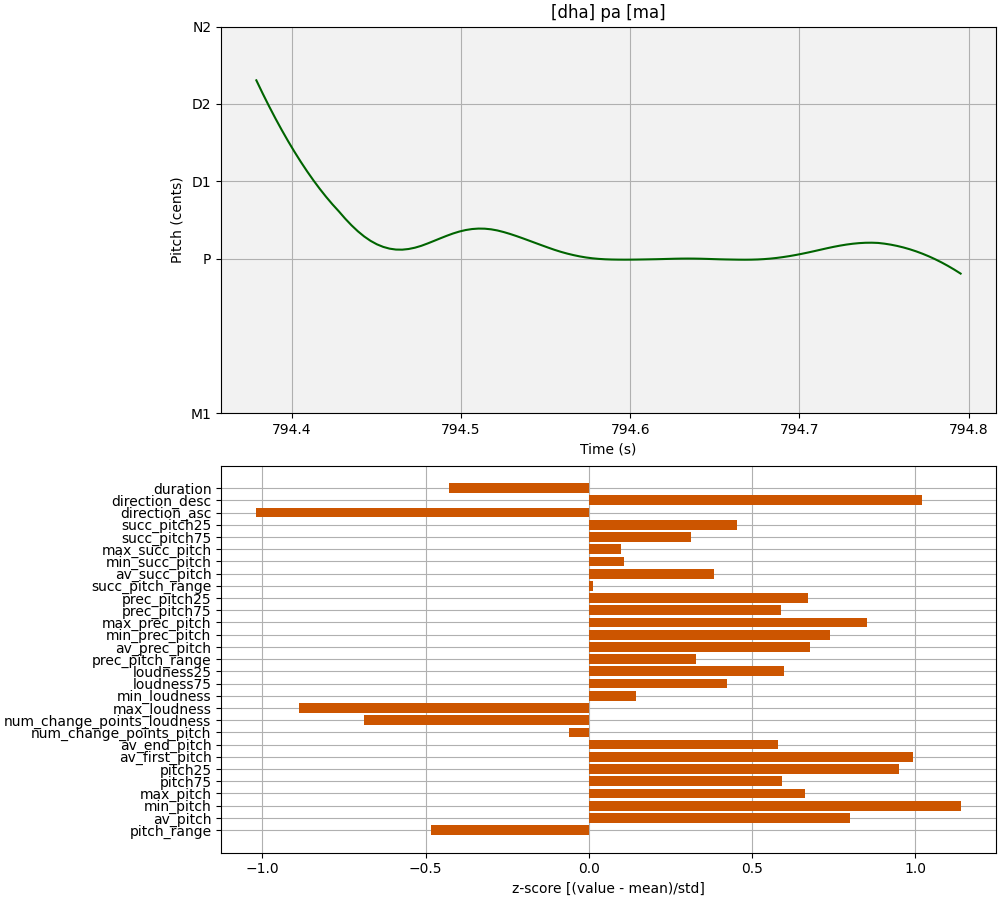 [dha] pa [ma]
N2
D2
D1
P
M1
Pitch (cents)
794.4 794.5 794.6 794.7 794.8
Time (s)
duration
direction_desc
direction_asc
succ_pitch25
succ_pitch75
max_succ_pitch
min_succ_pitch
av_succ_pitch
succ_pitch_range
prec_pitch25
prec_pitch75
max_prec_pitch
min_prec_pitch
av_prec_pitch
prec_pitch_range
loudness25
loudness75
min_loudness
max_loudness
num_change_points_loudness
num_change_points_pitch
av_end_pitch
av_first_pitch
pitch25
pitch75
max_pitch
min_pitch
av_pitch
pitch_range
−1.0 −0.5 0.0 0.5 1.0
z-score [(value - mean)/std]